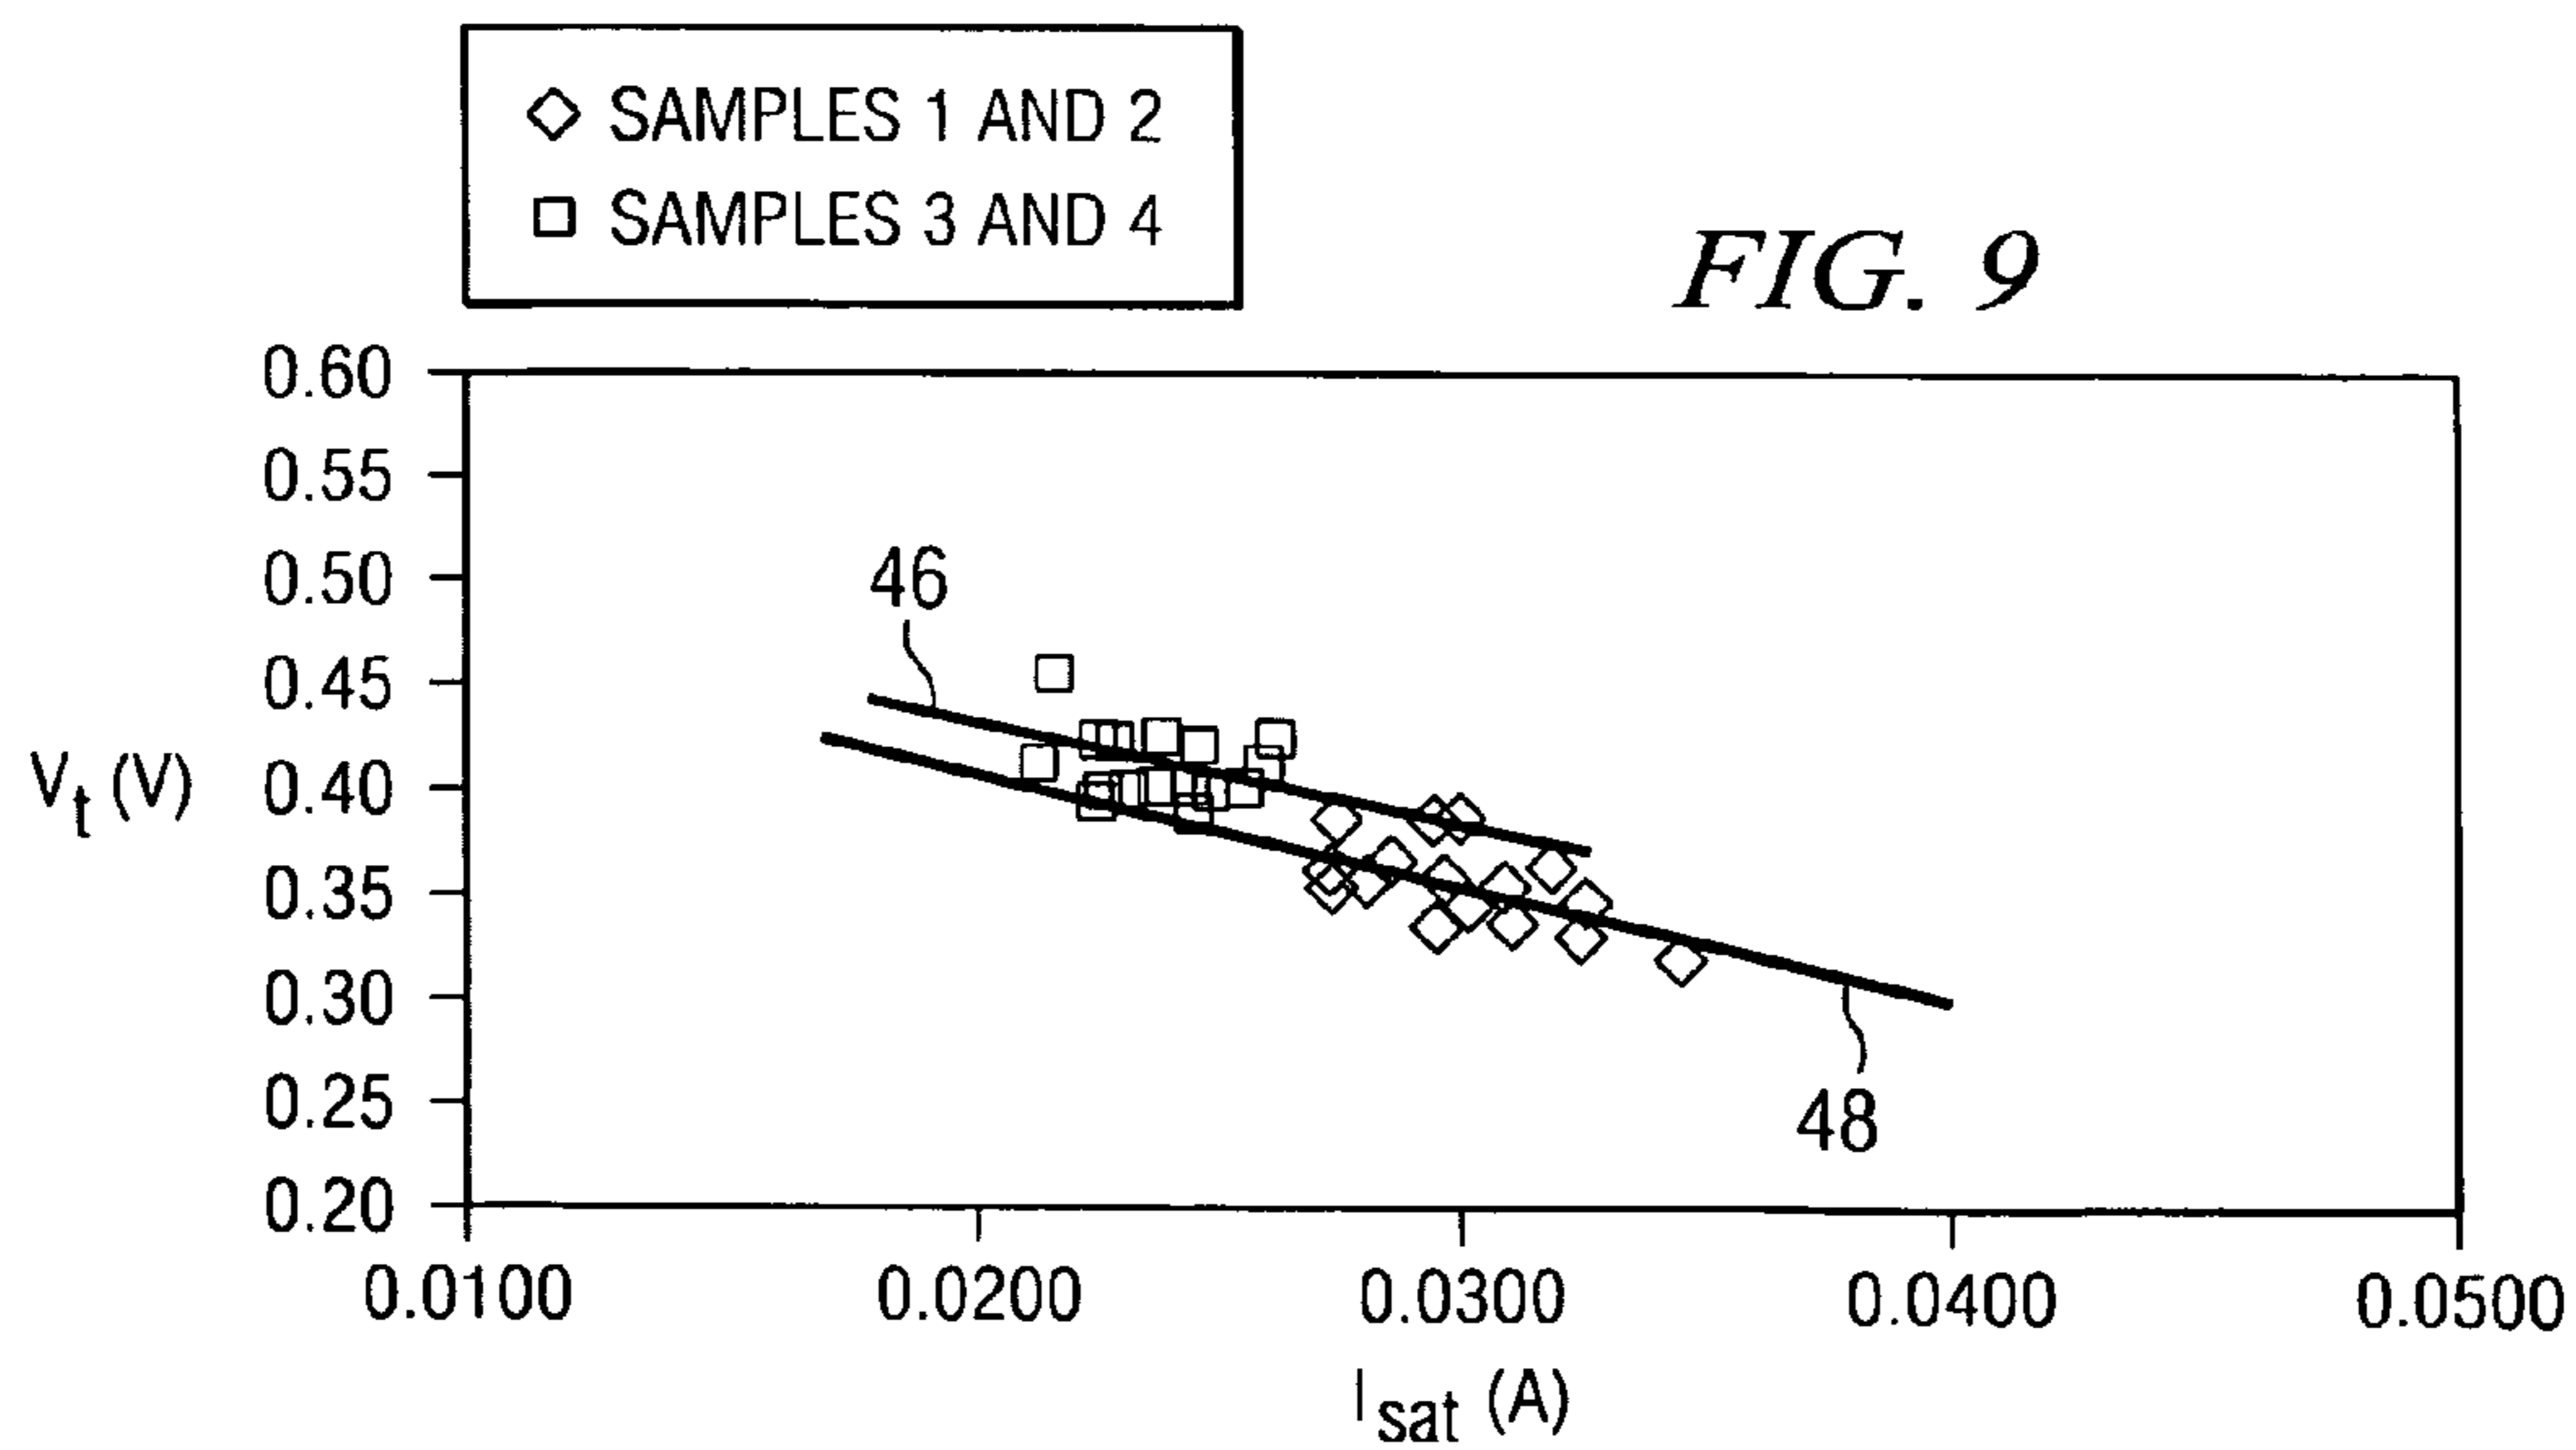 ◇ SAMPLES 1 AND 2
□ SAMPLES 3 AND 4
FIG. 9
0.60
0.55
0.50
0.45
0.40
0.35
0.30
0.25
0.20
V_t (V)
46
48
0.0100 0.0200 0.0300 0.0400 0.0500
I_sat (A)